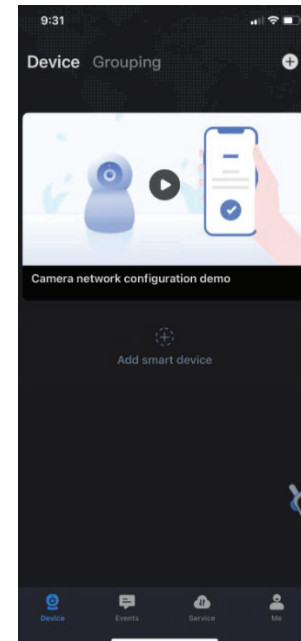 9:31
Device Grouping
Camera network configuration demo
Add smart device
Device Events Service Me